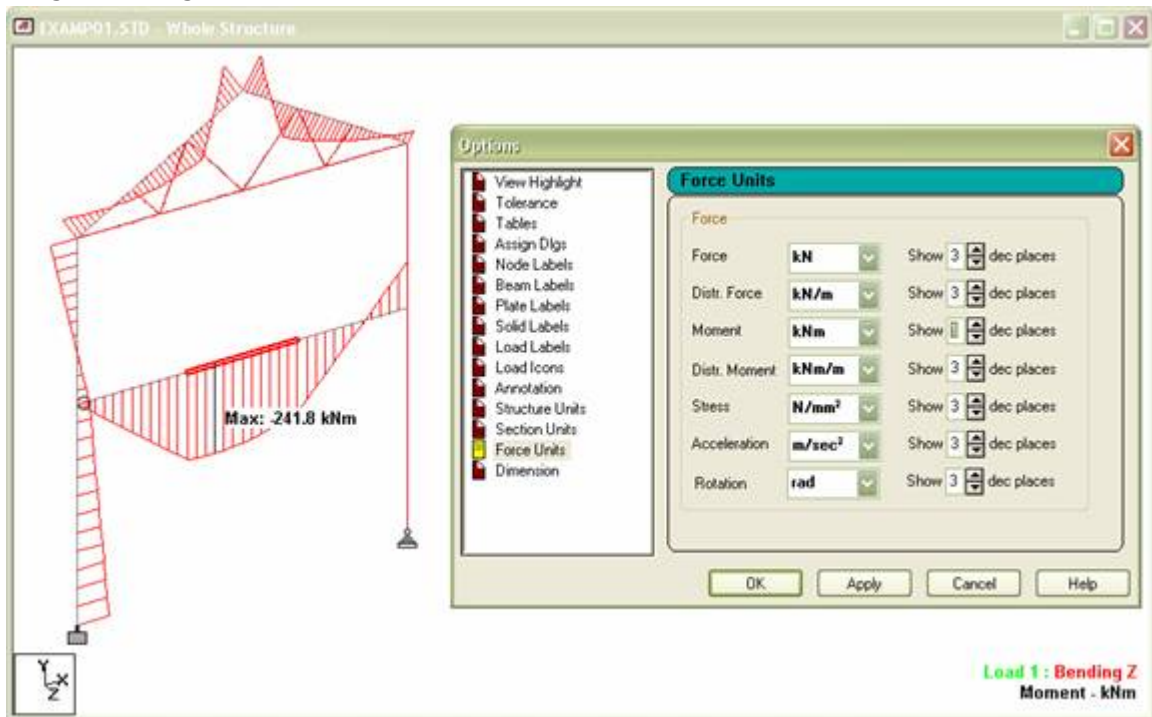 EXAMP01.STD - Whole Structure
Max: -241.8 kNm
Options
View Highlight
Tolerance
Tables
Assign Dlgs
Node Labels
Beam Labels
Plate Labels
Solid Labels
Load Labels
Load Icons
Annotation
Structure Units
Section Units
Force Units
Dimension
Force Units
Force
Force kN Show 3 dec places
Distr. Force kN/m Show 3 dec places
Moment kNm Show dec places
Distr. Moment kNm/m Show 3 dec places
Stress N/mm² Show 3 dec places
Acceleration m/sec² Show 3 dec places
Rotation rad Show 3 dec places
OK Apply Cancel Help
Y
X
Z
Load 1 : Bending Z
Moment - kNm